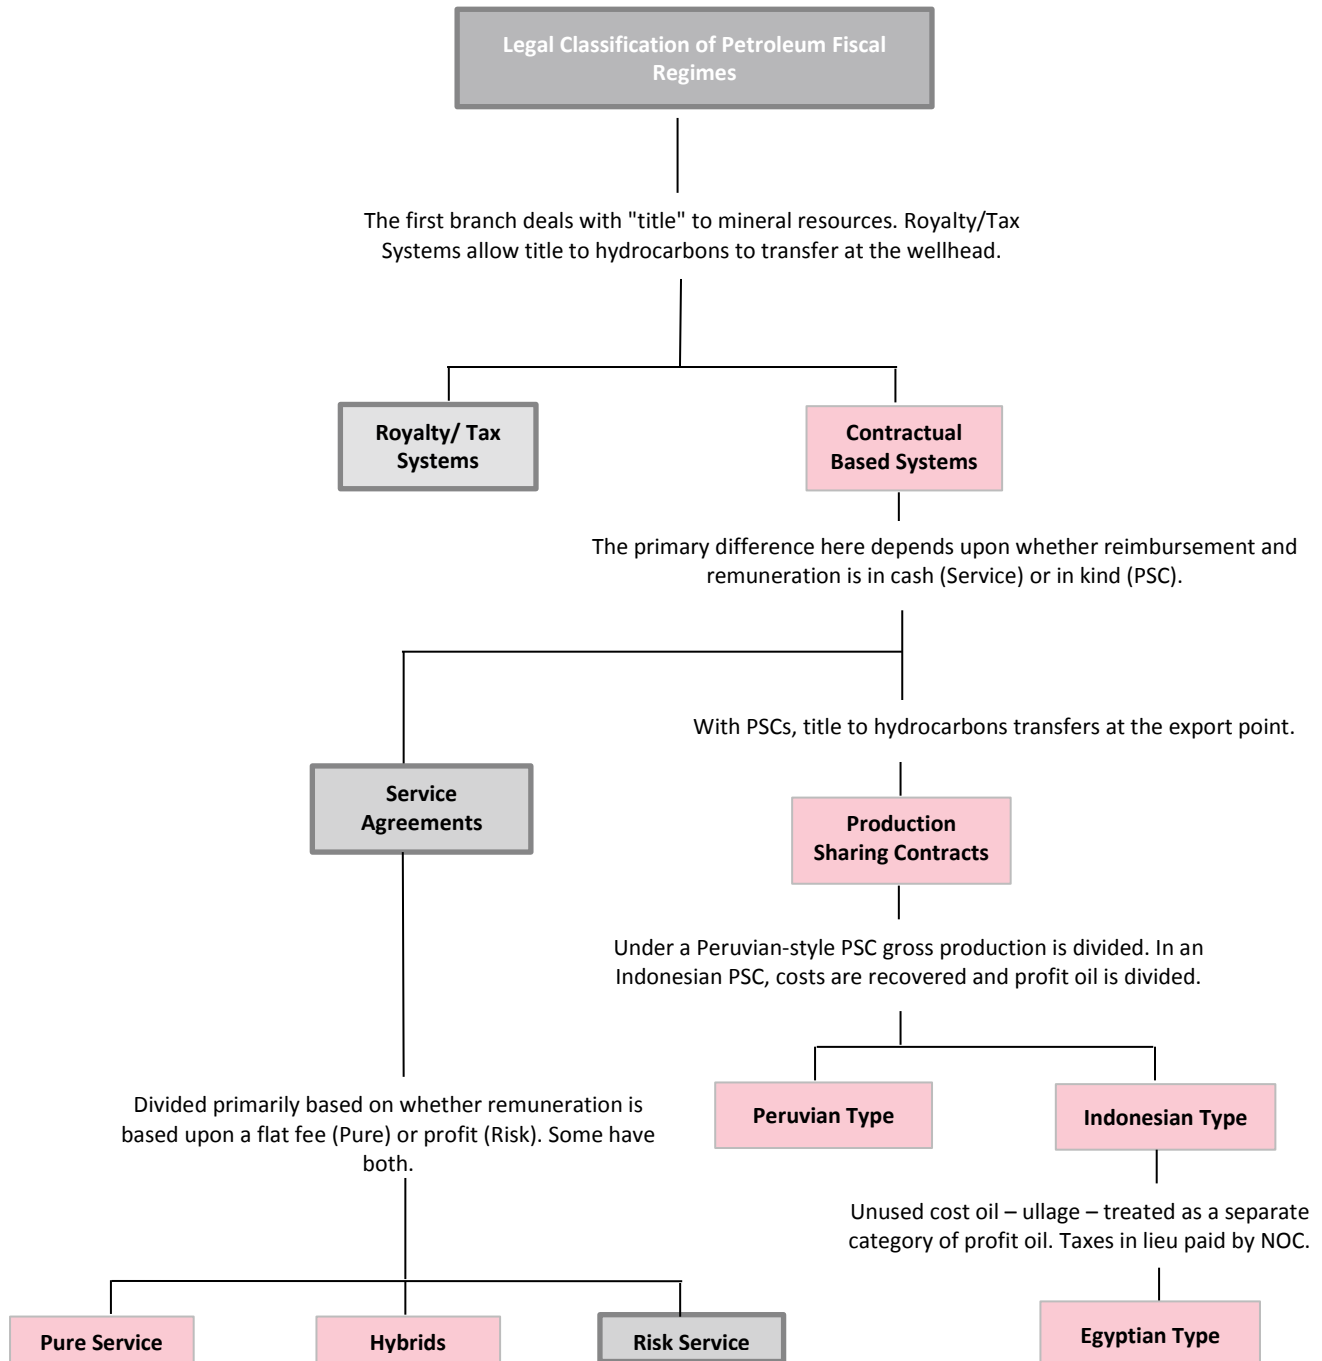 Legal Classification of Petroleum Fiscal
Regimes
The first branch deals with "title" to mineral resources. Royalty/Tax
Systems allow title to hydrocarbons to transfer at the wellhead.
Royalty/ Tax
Systems
Contractual
Based Systems
The primary difference here depends upon whether reimbursement and
remuneration is in cash (Service) or in kind (PSC).
With PSCs, title to hydrocarbons transfers at the export point.
Service
Agreements
Production
Sharing Contracts
Under a Peruvian-style PSC gross production is divided. In an
Indonesian PSC, costs are recovered and profit oil is divided.
Peruvian Type
Indonesian Type
Divided primarily based on whether remuneration is
based upon a flat fee (Pure) or profit (Risk). Some have
both.
Unused cost oil – ullage – treated as a separate
category of profit oil. Taxes in lieu paid by NOC.
Pure Service
Hybrids
Risk Service
Egyptian Type